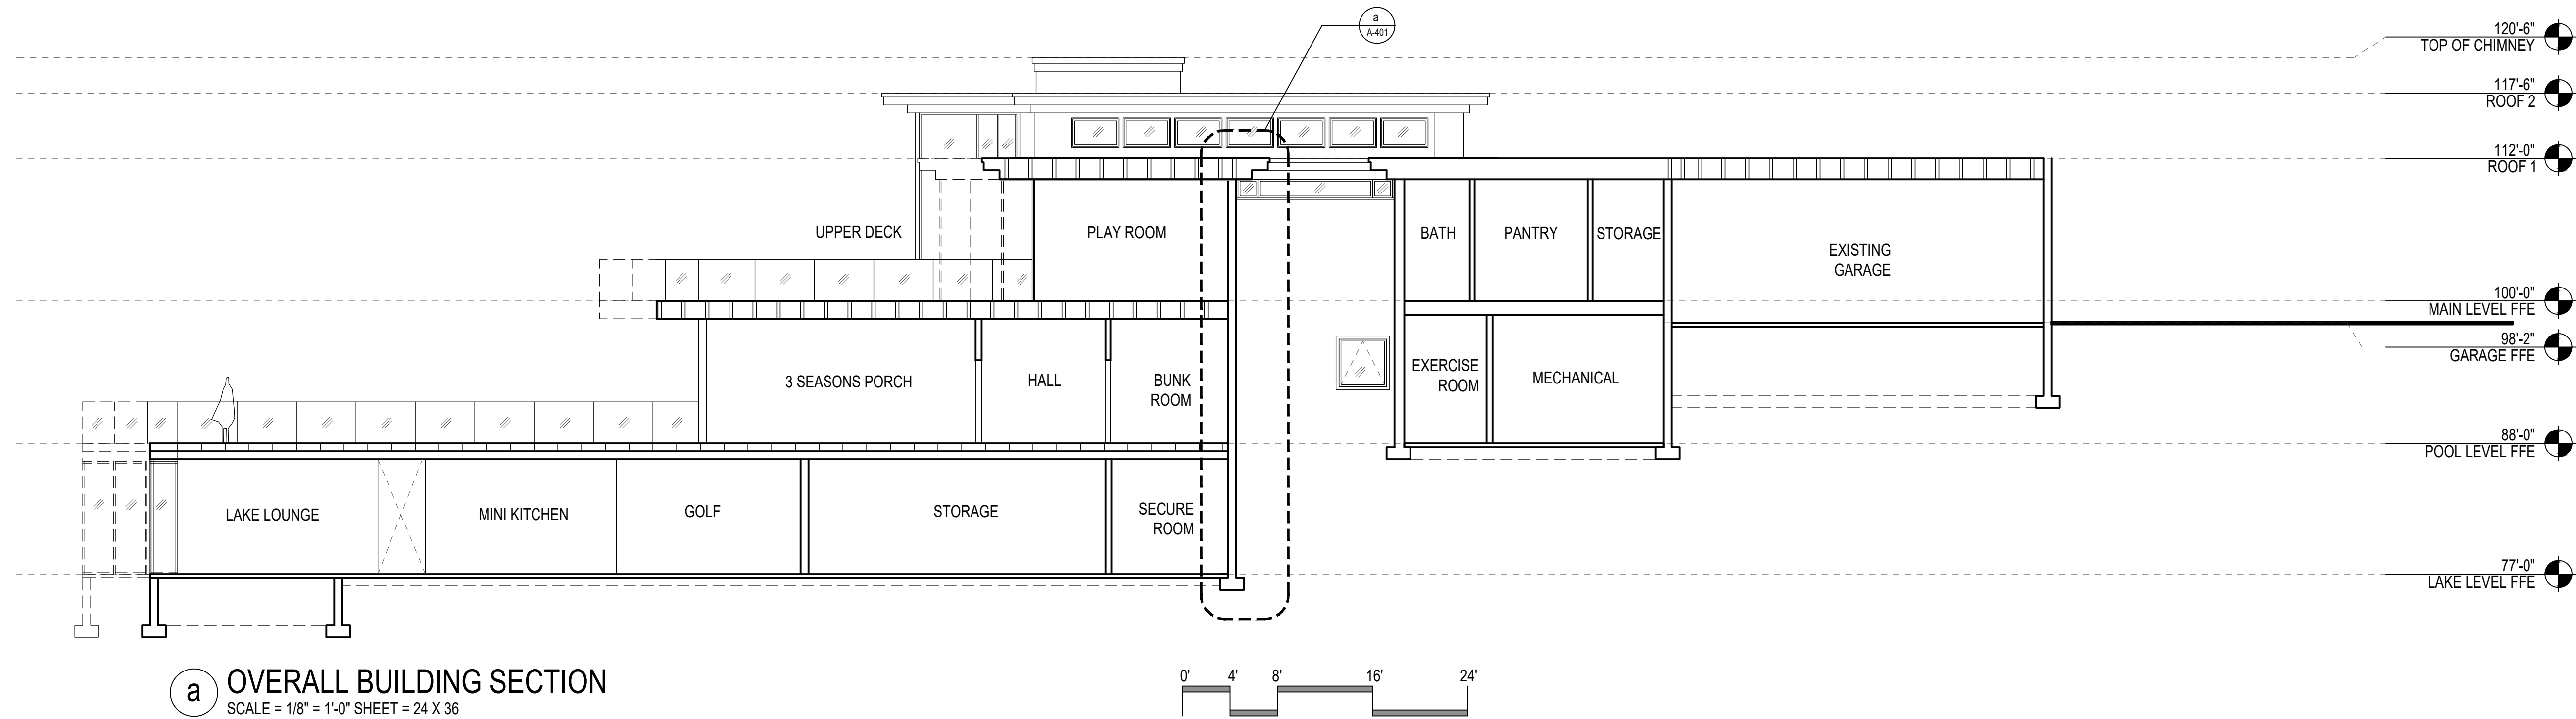 a
A-401
120'-6"
TOP OF CHIMNEY
117'-6"
ROOF 2
112'-0"
ROOF 1
UPPER DECK
PLAY ROOM
BATH
PANTRY
STORAGE
EXISTING
GARAGE
100'-0"
MAIN LEVEL FFE
98'-2"
GARAGE FFE
3 SEASONS PORCH
HALL
BUNK
ROOM
EXERCISE
ROOM
MECHANICAL
88'-0"
POOL LEVEL FFE
LAKE LOUNGE
MINI KITCHEN
GOLF
STORAGE
SECURE
ROOM
77'-0"
LAKE LEVEL FFE
a
OVERALL BUILDING SECTION
SCALE = 1/8" = 1'-0" SHEET = 24 X 36
0' 4' 8' 16' 24'